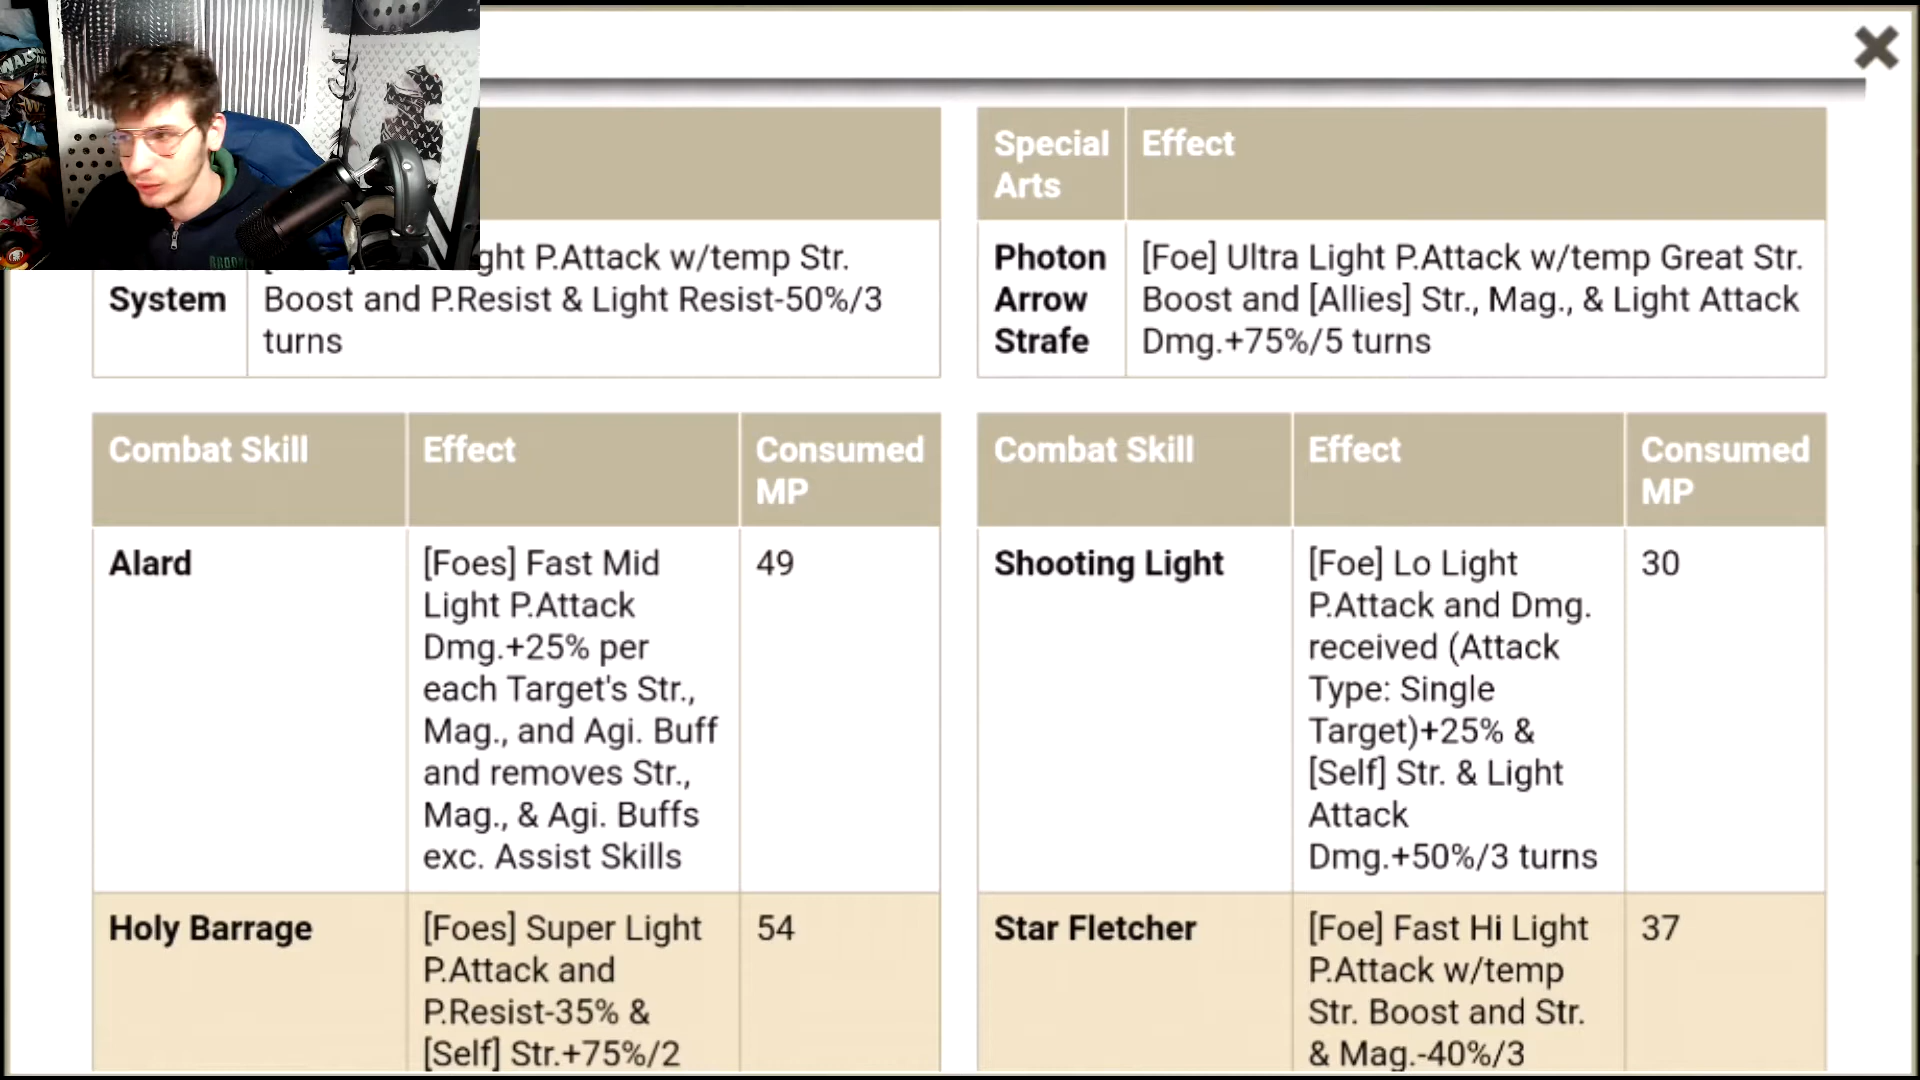 Special
Arts
Effect
ght P.Attack w/temp Str.
System
Boost and P.Resist & Light Resist-50%/3
turns
Photon
Arrow
Strafe
[Foe] Ultra Light P.Attack w/temp Great Str.
Boost and [Allies] Str., Mag., & Light Attack
Dmg.+75%/5 turns
Combat Skill
Effect
Consumed
MP
Alard
[Foes] Fast Mid
Light P.Attack
Dmg.+25% per
each Target's Str.,
Mag., and Agi. Buff
and removes Str.,
Mag., & Agi. Buffs
exc. Assist Skills
49
Holy Barrage
[Foes] Super Light
P.Attack and
P.Resist-35% &
[Self] Str.+75%/2
54
Combat Skill
Effect
Consumed
MP
Shooting Light
[Foe] Lo Light
P.Attack and Dmg.
received (Attack
Type: Single
Target)+25% &
[Self] Str. & Light
Attack
Dmg.+50%/3 turns
30
Star Fletcher
[Foe] Fast Hi Light
P.Attack w/temp
Str. Boost and Str.
& Mag.-40%/3
37